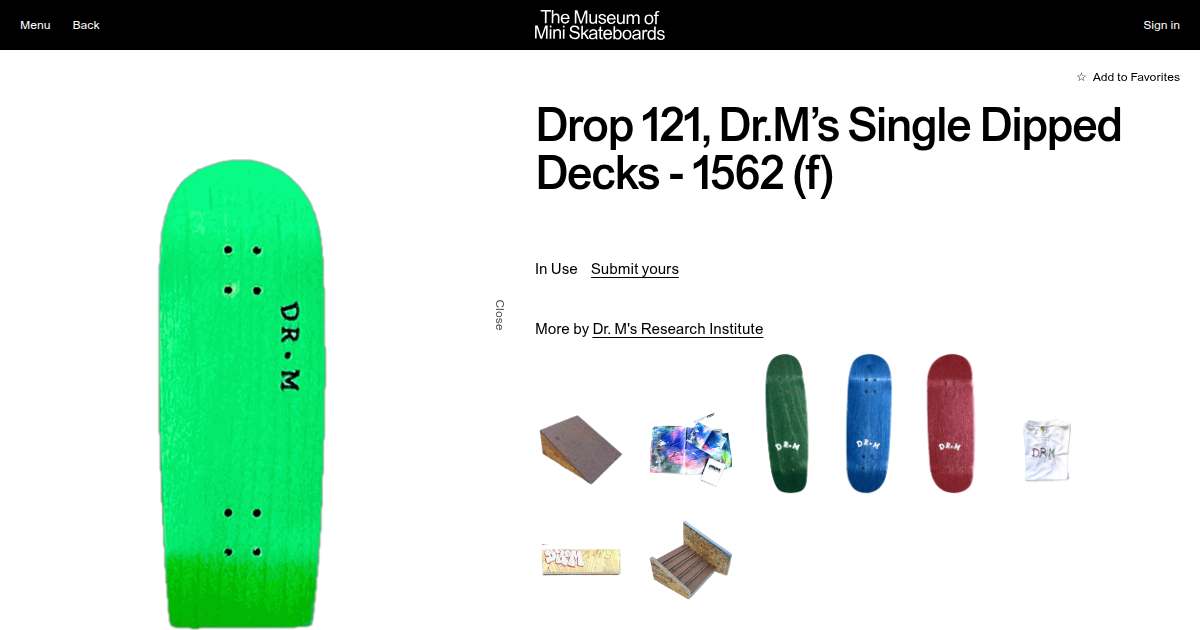 Menu Back
The Museum of
Mini Skateboards
Sign in
☆ Add to Favorites
Drop 121, Dr.M’s Single Dipped
Decks - 1562 (f)
In Use Submit yours
Close
More by Dr. M's Research Institute
DR•M
DR•M
DR•M
DR•M
DR.M